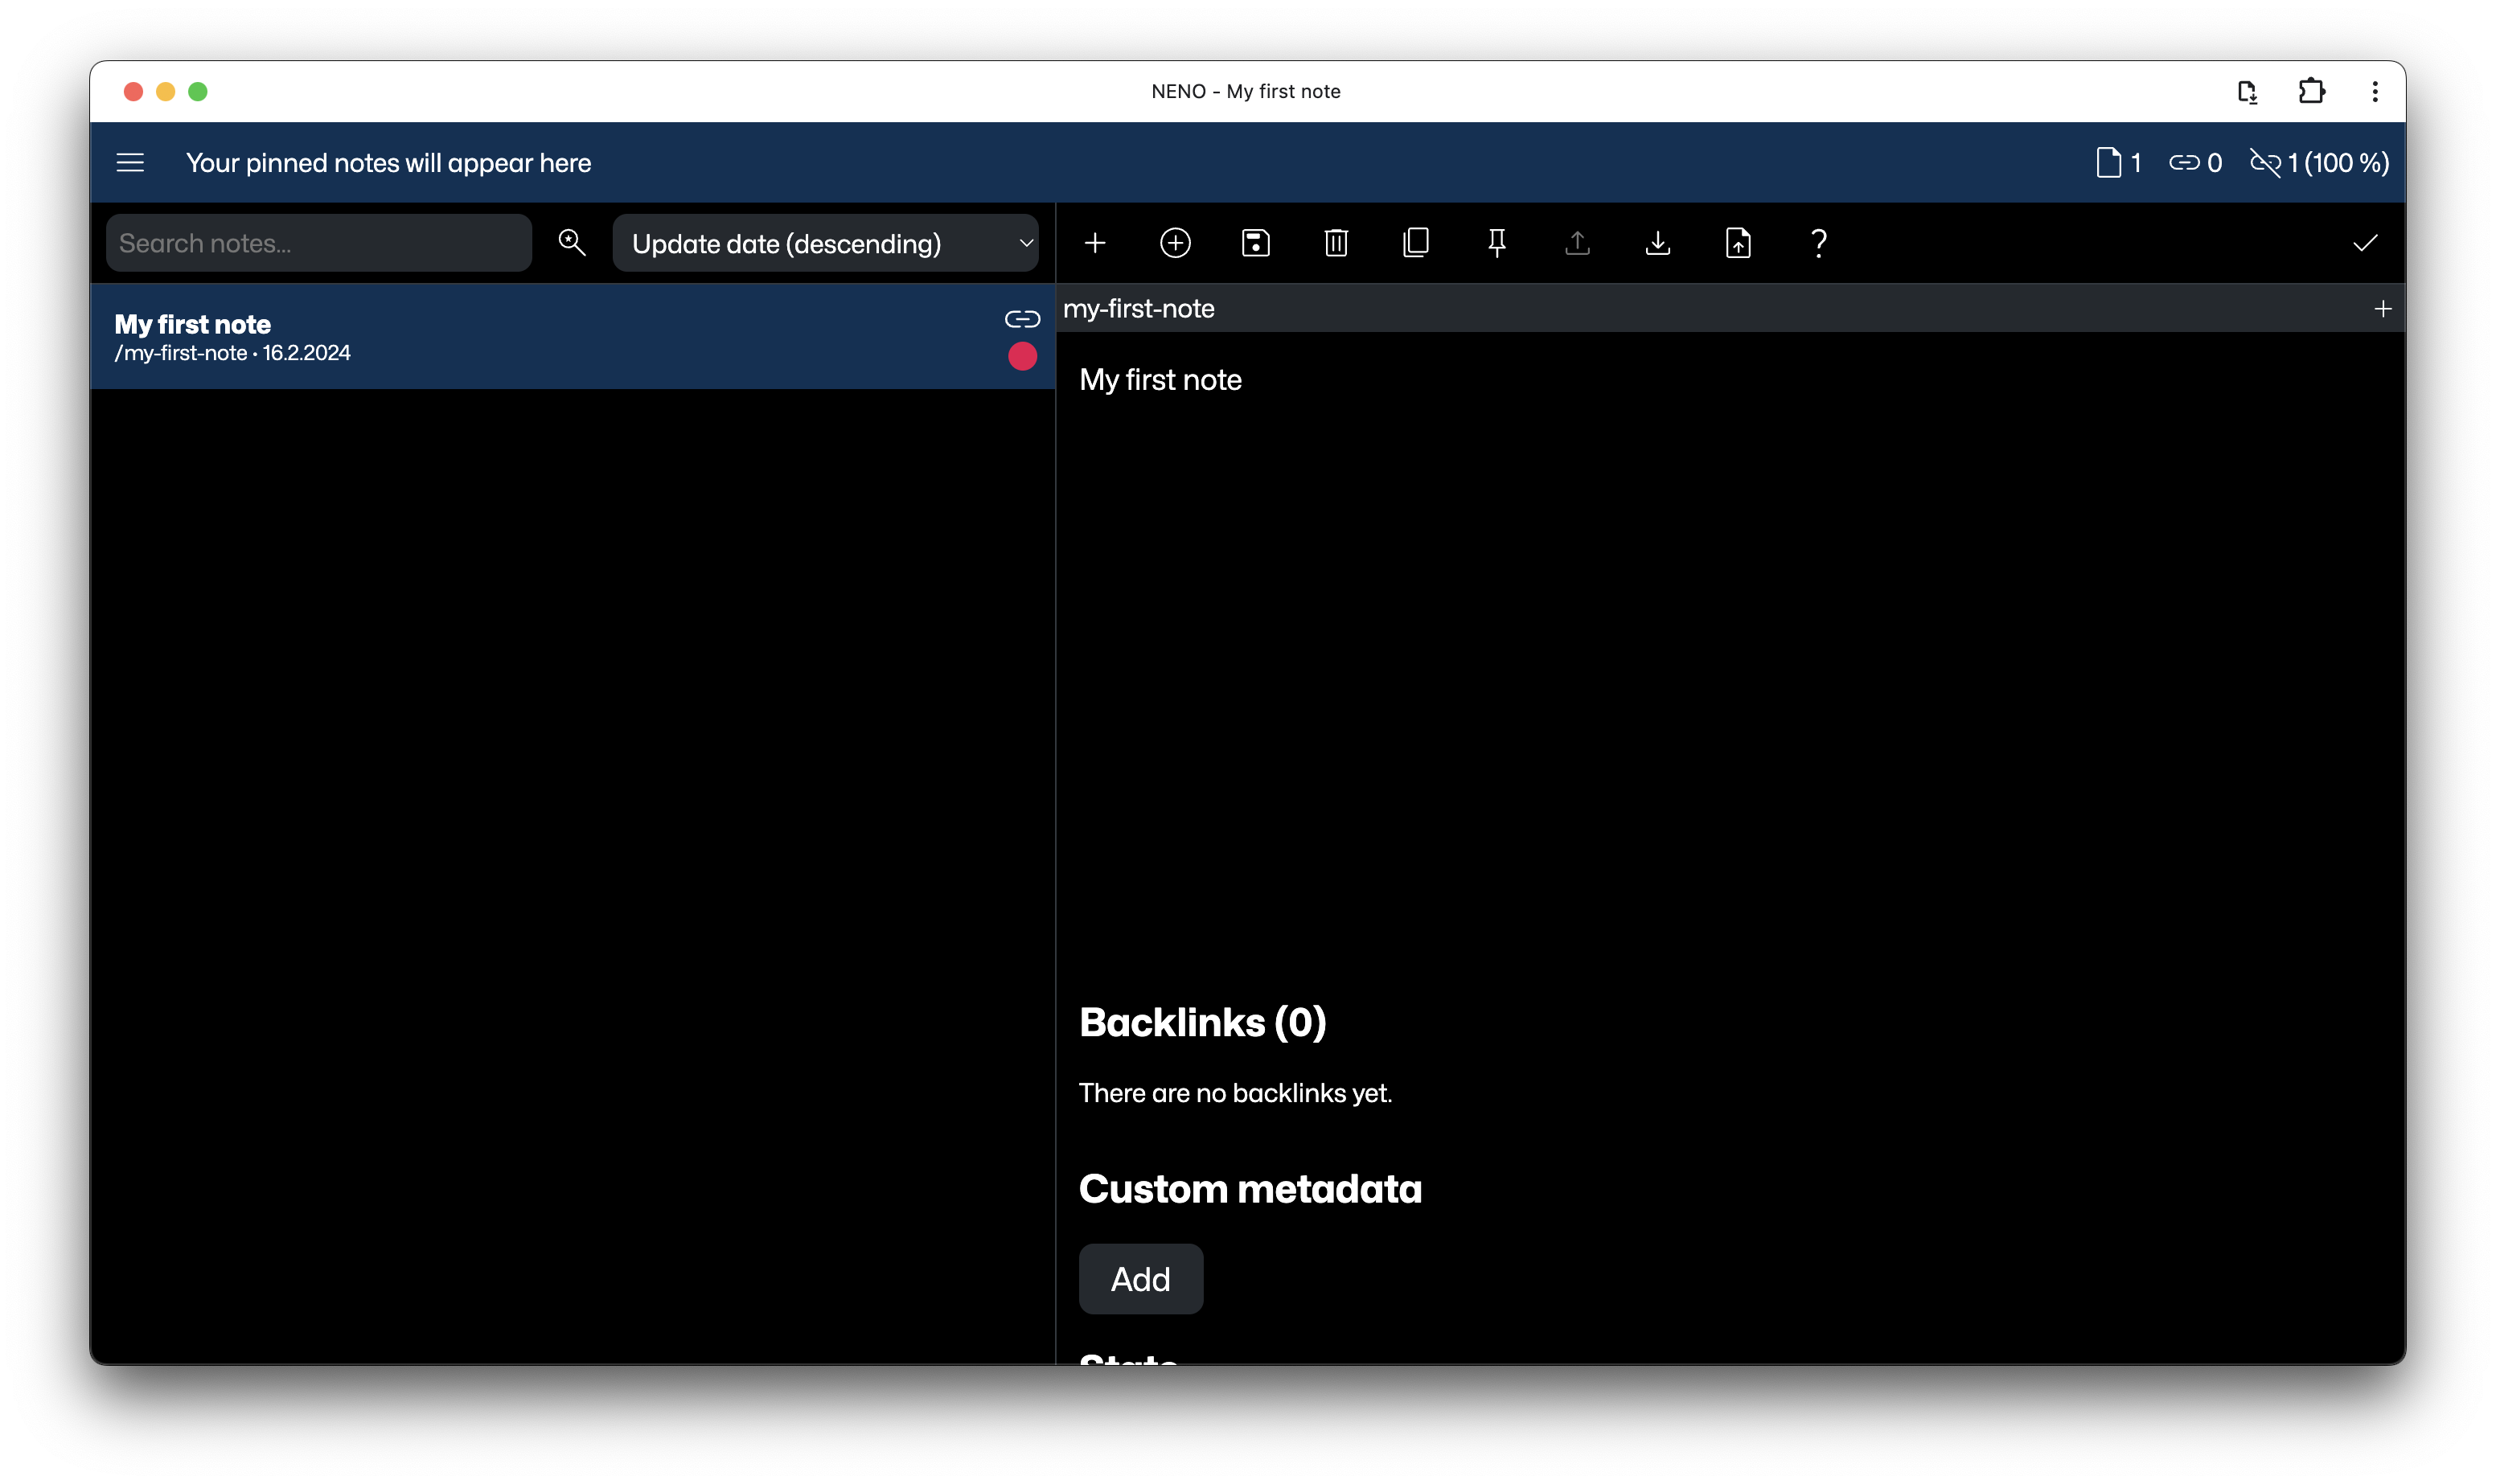 NENO - My first note
Your pinned notes will appear here
1
0
1 (100 %)
Search notes...
Update date (descending)
?
My first note
/my-first-note • 16.2.2024
my-first-note
My first note
Backlinks (0)
There are no backlinks yet.
Custom metadata
Add